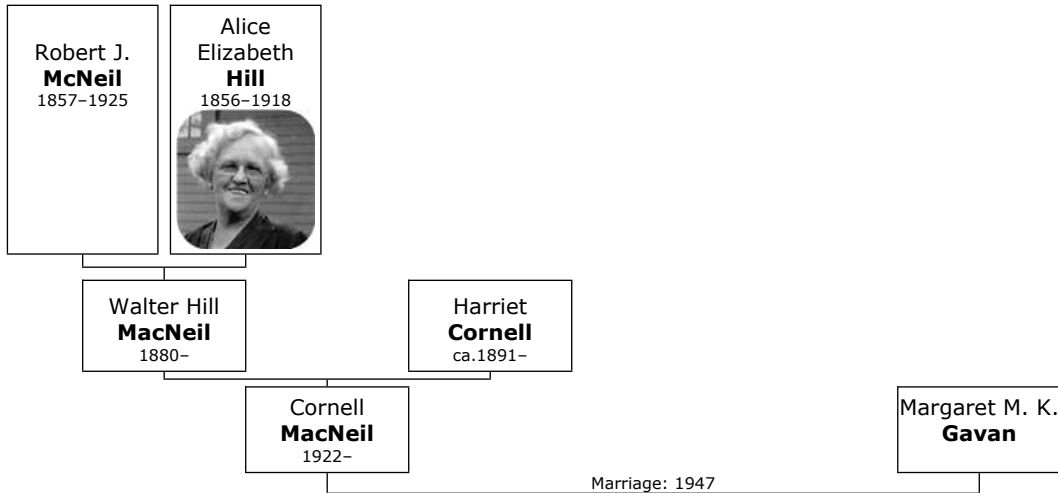 Robert J.
McNeil
1857–1925
Alice
Elizabeth
Hill
1856–1918
Walter Hill
MacNeil
1880–
Harriet
Cornell
ca.1891–
Cornell
MacNeil
1922–
Margaret M. K.
Gavan
Marriage: 1947